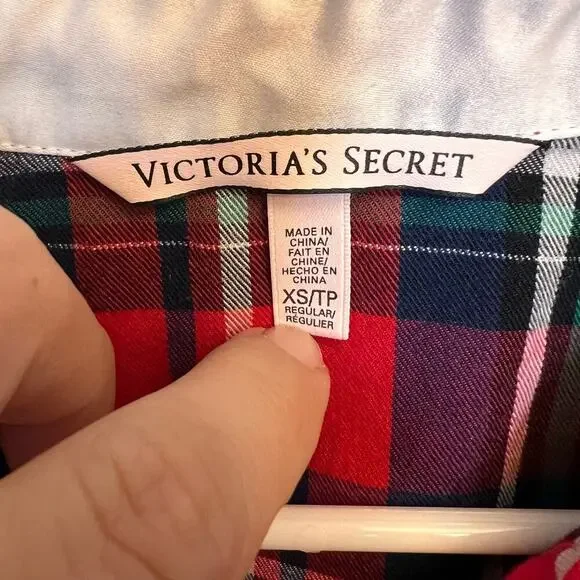 VICTORIA'S SECRET
MADE IN
CHINA/
FAIT EN
CHINE/
HECHO EN
CHINA
XS/TP
REGULAR/
RÉGULIER